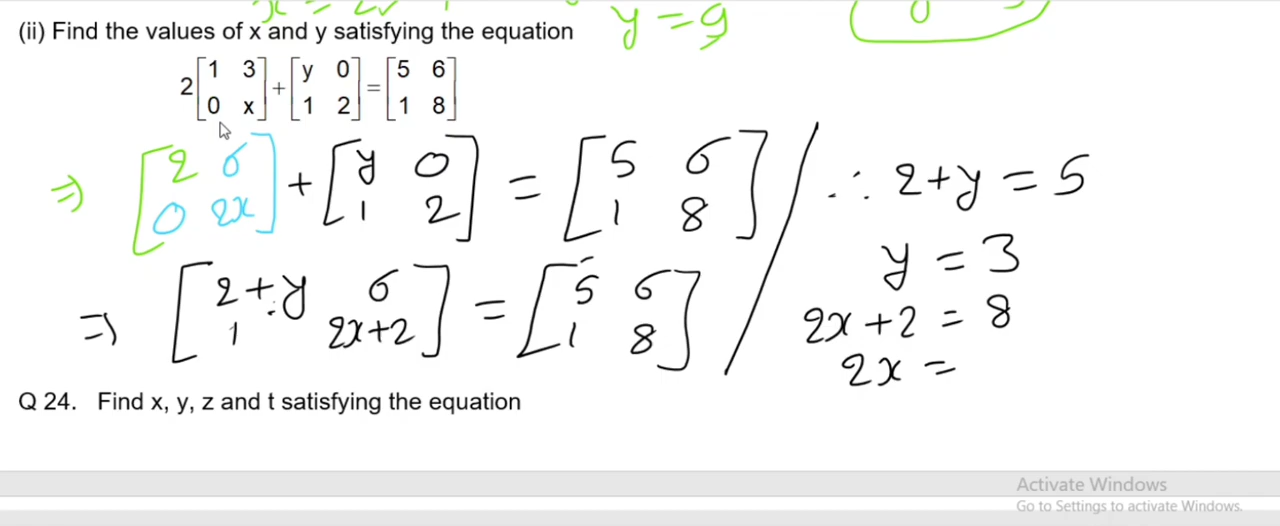 y = 9
(ii) Find the values of x and y satisfying the equation
2 [1 3 0 x] + [y 0 1 2] = [5 6 1 8]
⇒ [2 6 0 2x] + [y 0 1 2] = [5 6 1 8] / ∴ 2+y = 5
y = 3
⇒ [2+y 6 1 2x+2] = [5 6 1 8]
2x+2 = 8
2x =
Q 24. Find x, y, z and t satisfying the equation
Activate Windows
Go to Settings to activate Windows.